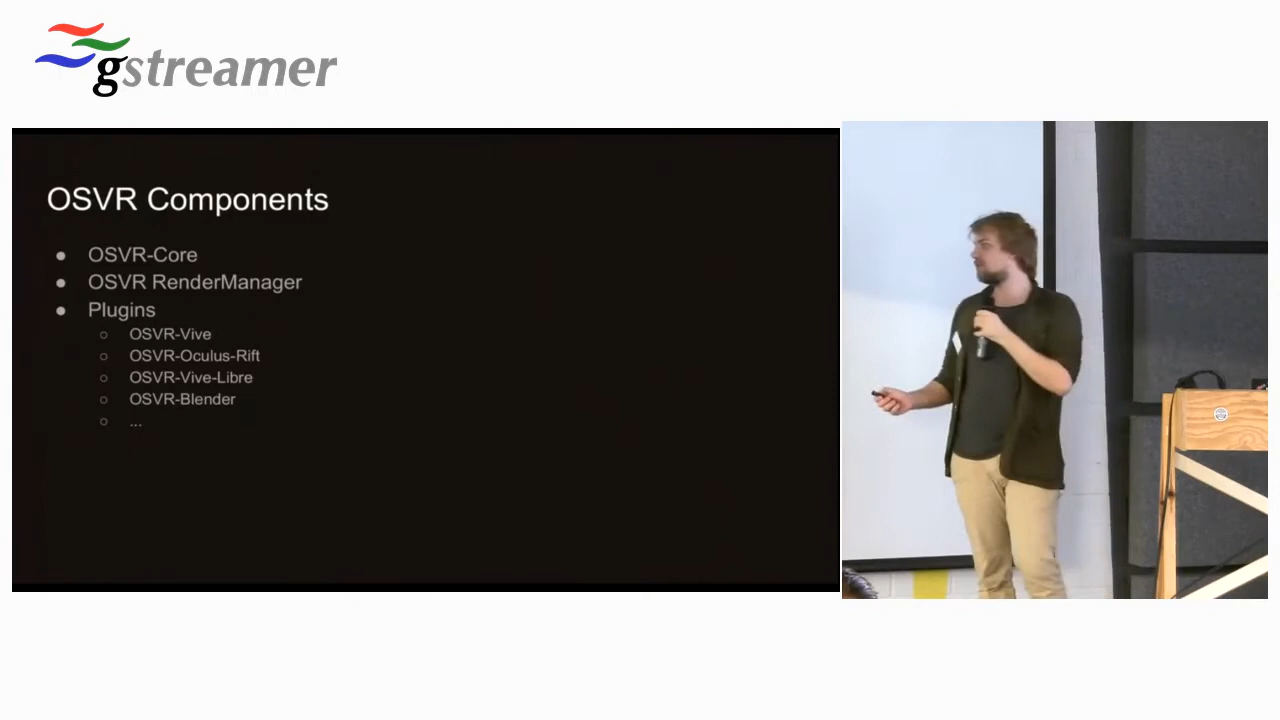 gstreamer
OSVR Components
● OSVR-Core
● OSVR RenderManager
● Plugins
○ OSVR-Vive
○ OSVR-Oculus-Rift
○ OSVR-Vive-Libre
○ OSVR-Blender
○ ...